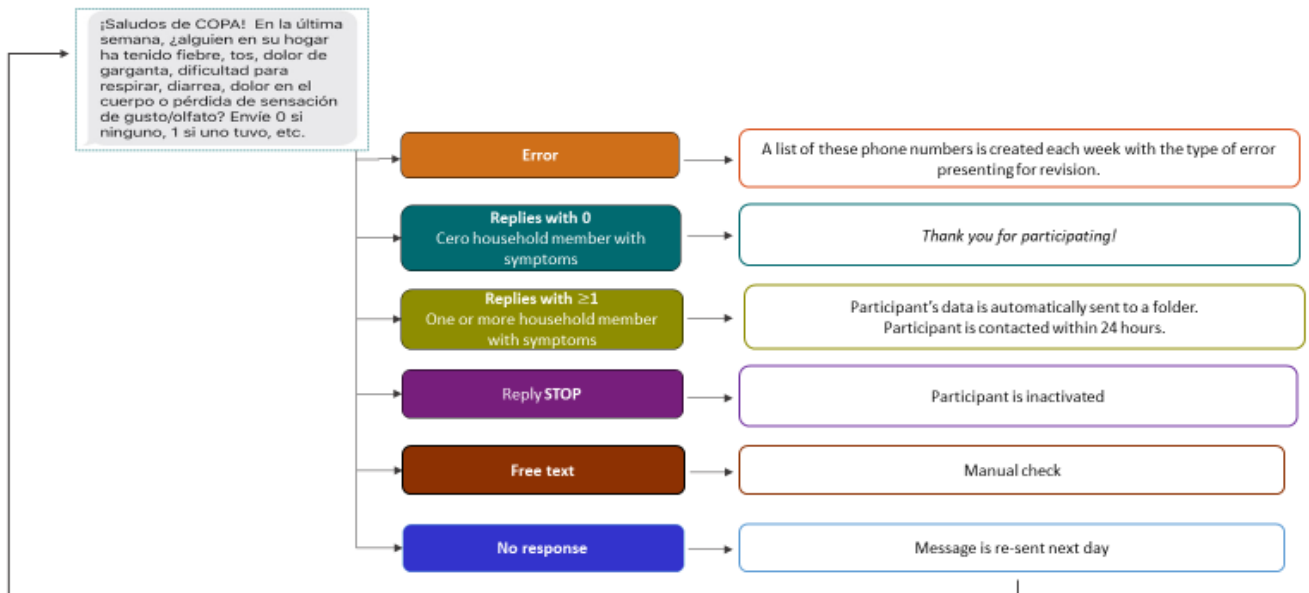 ¡Saludos de COPA! En la última
semana, ¿alguien en su hogar
ha tenido fiebre, tos, dolor de
garganta, dificultad para
respirar, diarrea, dolor en el
cuerpo o pérdida de sensación
de gusto/olfato? Envíe 0 si
ninguno, 1 si uno tuvo, etc.
Error
A list of these phone numbers is created each week with the type of error
presenting for revision.
Replies with 0
Cero household member with
symptoms
Thank you for participating!
Replies with ≥1
One or more household member
with symptoms
Participant's data is automatically sent to a folder.
Participant is contacted within 24 hours.
Reply STOP
Participant is inactivated
Free text
Manual check
No response
Message is re-sent next day